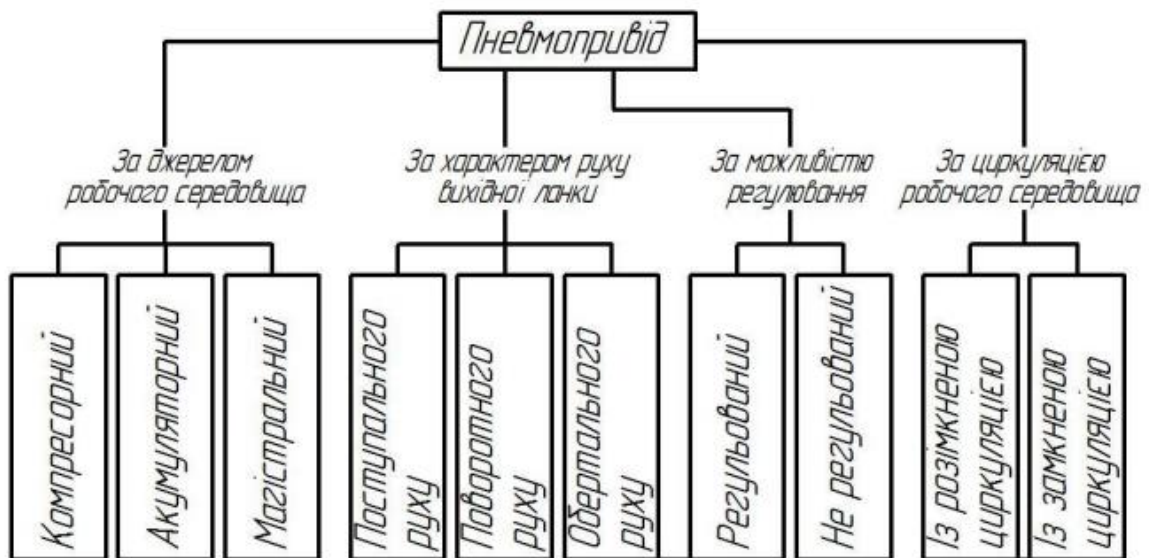 Пневмопривід
За джерелом
робочого середовища
За характером руху
вихідної ланки
За можливістю
регулювання
За циркуляцією
робочого середовища
Компресорний
Акумуляторний
Магістральний
Поступального
руху
Поваротного
руху
Обертального
руху
Регульований
Не регульований
Із розімкненою
циркуляцією
Із замкненою
циркуляцією